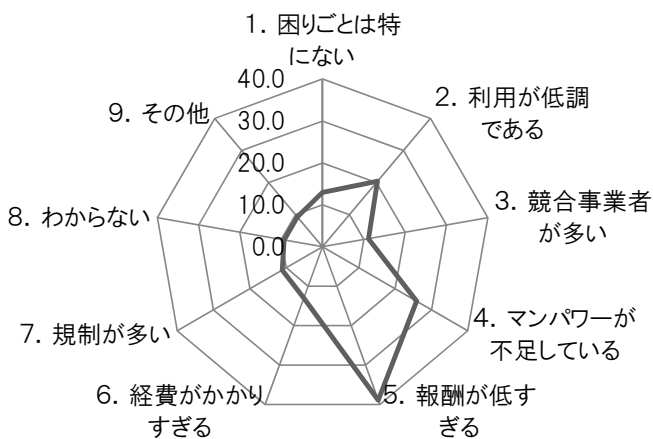 1. 困りごとは特
にない
40.0
30.0
20.0
10.0
0.0
2. 利用が低調
である
3. 競合事業者
が多い
4. マンパワーが
不足している
5. 報酬が低す
ぎる
6. 経費がかかり
すぎる
7. 規制が多い
8. わからない
9. その他